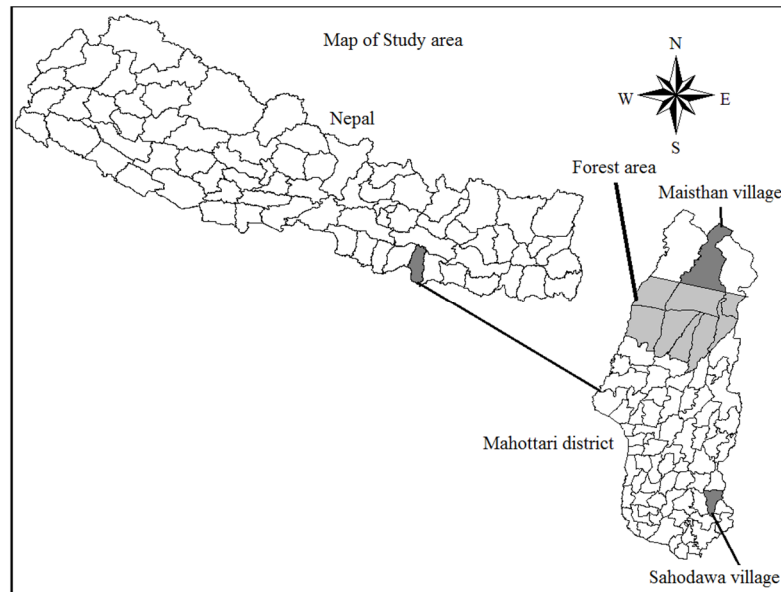 Map of Study area
N
W
E
S
Nepal
Forest area
Maisthan village
Mahottari district
Sahodawa village